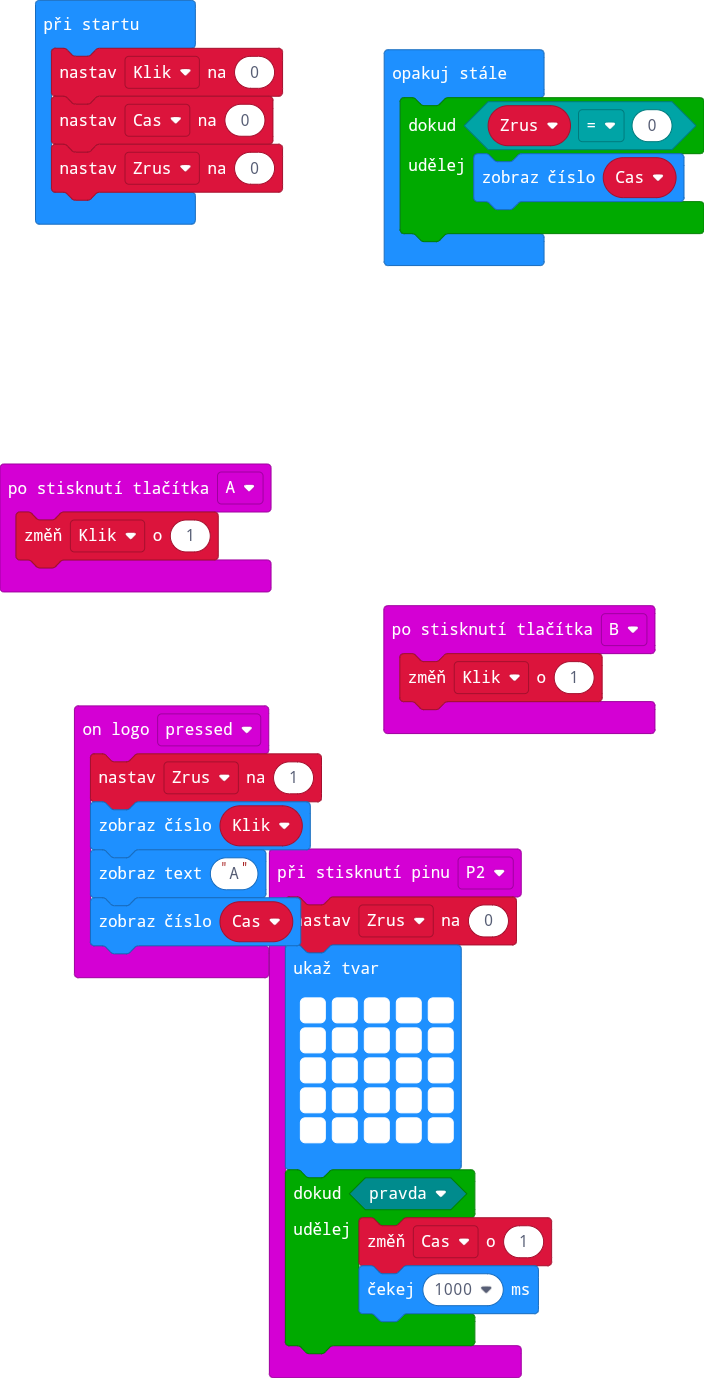 při startu
nastav Klik na 0
nastav Cas na 0
nastav Zrus na 0
opakuj stále
dokud Zrus = 0
udělej zobraz číslo Cas
po stisknutí tlačítka A
změň Klik o 1
po stisknutí tlačítka B
změň Klik o 1
on logo pressed
nastav Zrus na 1
zobraz číslo Klik
zobraz text "A"
zobraz číslo Cas
při stisknutí pinu P2
nastav Zrus na 0
ukaž tvar
dokud pravda
udělej změň Cas o 1
čekej 1000 ms